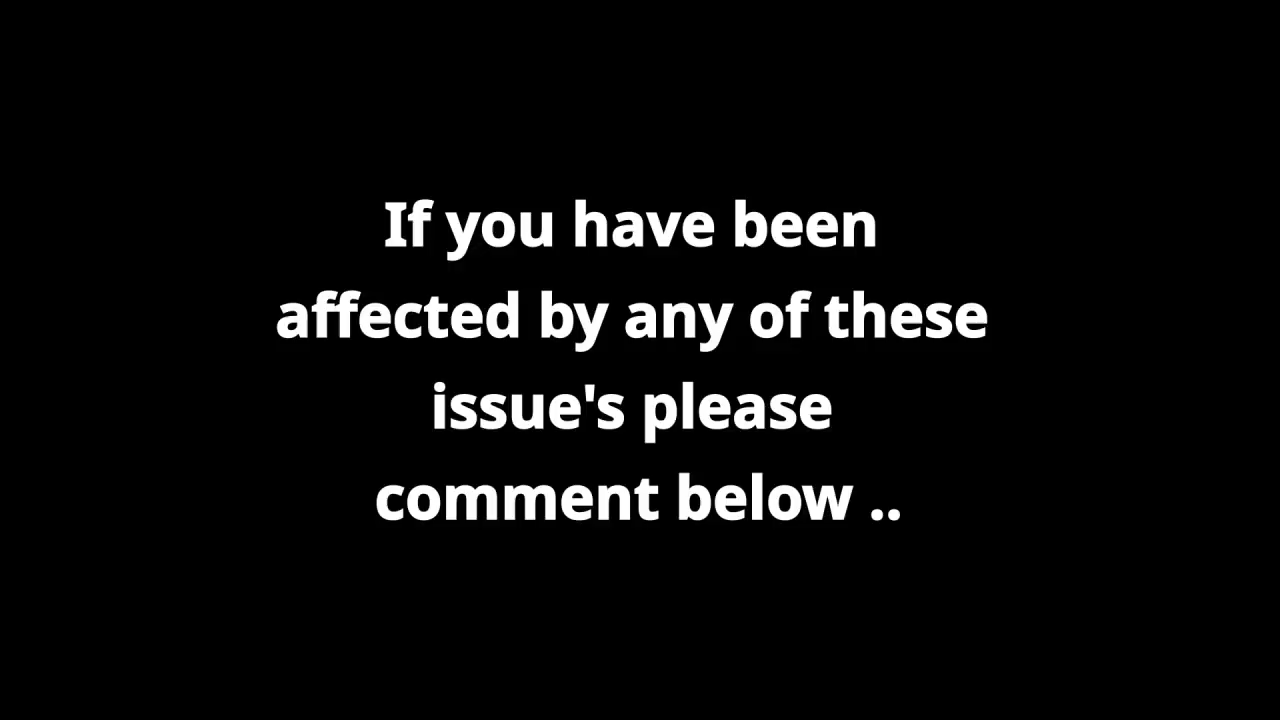 If you have been
affected by any of these
issue's please
comment below ..